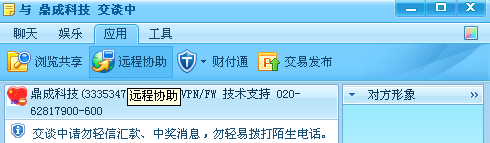 与 鼎成科技 交谈中
聊天 娱乐 应用 工具
浏览共享 远程协助 财付通 交易发布
鼎成科技 (3335347 VPN/FW 技术支持 020-
62817900-600
远程协助
对方形象
交谈中请勿轻信汇款、中奖消息，勿轻易拨打陌生电话。